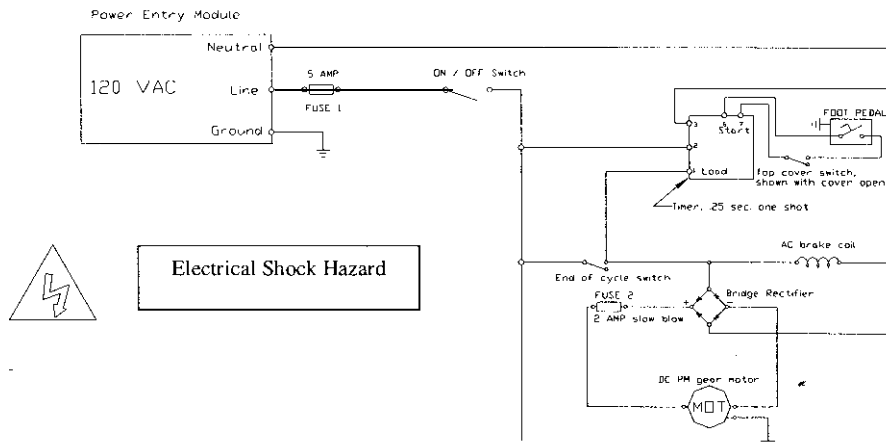 Power Entry Module
Neutral
120 VAC
Line
Ground
5 AMP
FUSE 1
ON / OFF Switch
3
6 7
Start
2
1 Load
FOOT PEDAL
Top cover switch,
shown with cover open
Timer, .25 sec. one shot
Electrical Shock Hazard
AC brake coil
End of cycle switch
FUSE 2
2 AMP slow blow
+
-
Bridge Rectifier
DC PM gear motor
MOT